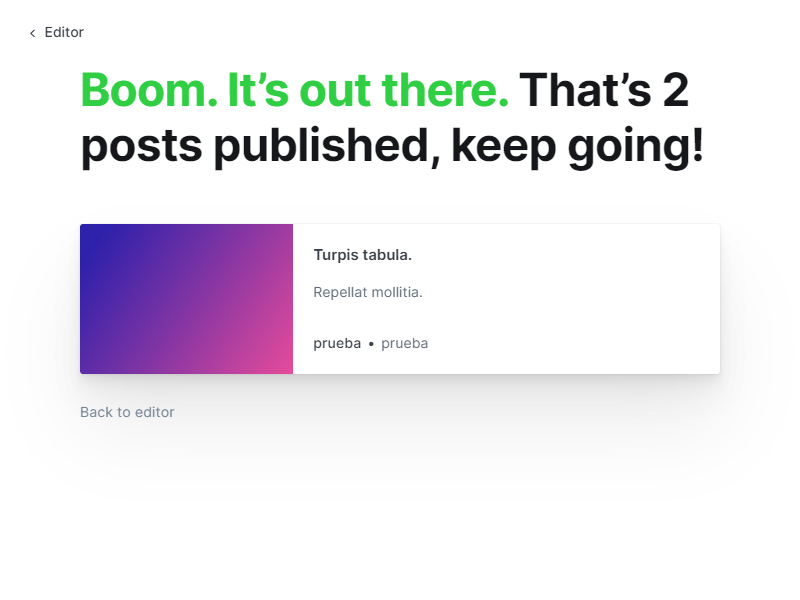 Editor
Boom. It’s out there. That’s 2
posts published, keep going!
Turpis tabula.
Repellat mollitia.
prueba • prueba
Back to editor